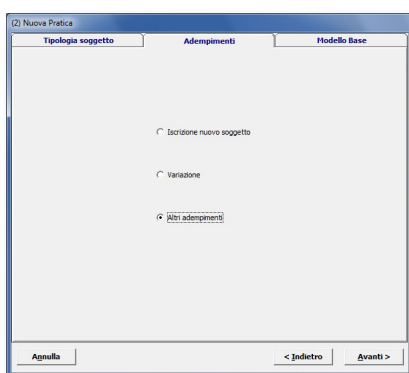 (2) Nuova Pratica
Tipologia soggetto Adempimenti Modello Base
Iscrizione nuovo soggetto
Variazione
Altri adempimenti
Annulla < Indietro Avanti >